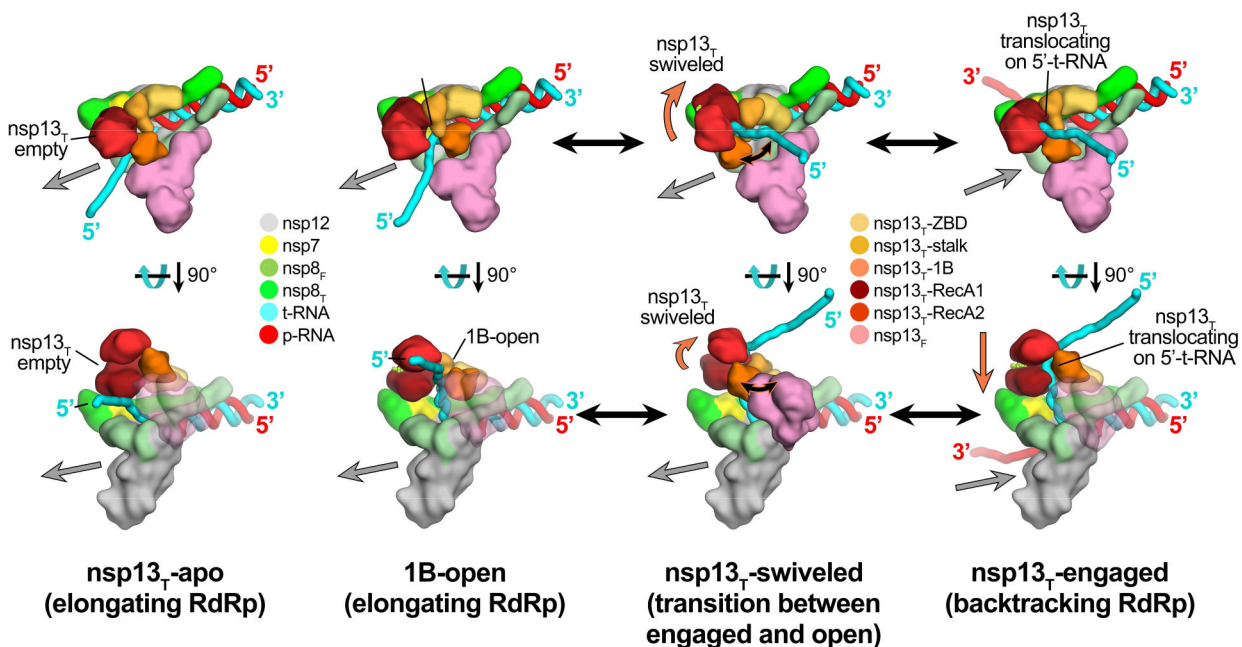 nsp13T
swiveled
nsp13T
translocating
on 5'-t-RNA
5'
3'
nsp13T
empty
5'
5'
3'
5'
5'
3'
5'
3'
5'
3'
5'
nsp12
nsp7
nsp8F
nsp8T
t-RNA
p-RNA
nsp13T-ZBD
nsp13T-stalk
nsp13T-1B
nsp13T-RecA1
nsp13T-RecA2
nsp13F
90°
90°
90°
90°
nsp13T
empty
5'
3'
5'
5'
1B-open
3'
5'
nsp13T
swiveled
5'
3'
5'
5'
nsp13T
translocating
on 5'-t-RNA
3'
5'
3'
nsp13T-apo
(elongating RdRp)
1B-open
(elongating RdRp)
nsp13T-swiveled
(transition between
engaged and open)
nsp13T-engaged
(backtracking RdRp)